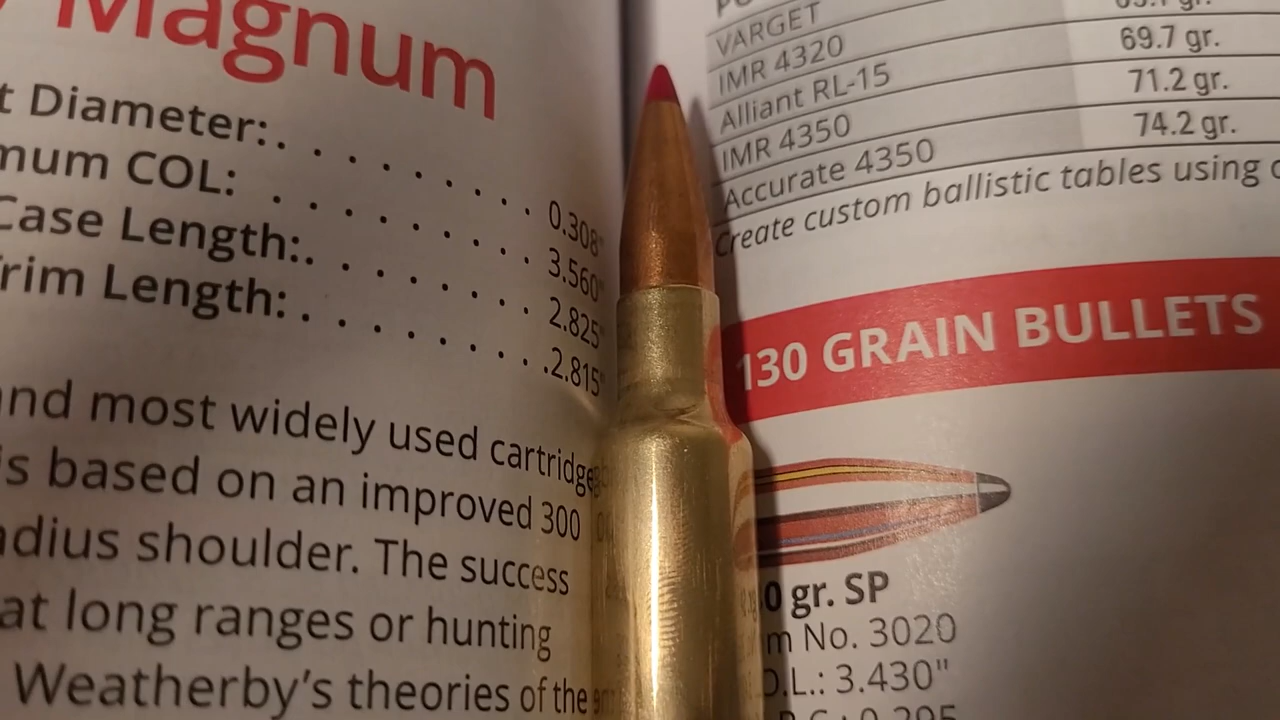 Magnum
t Diameter:. . . . . . . . 0.308"
mum COL: . . . . . . . . 3.560"
Case Length:. . . . . . . 2.825"
Trim Length:. . . . . . . .2.815"
and most widely used cartridge
is based on an improved 300
adius shoulder. The success
at long ranges or hunting
Weatherby's theories of the
VARGET
IMR 4320 69.7 gr.
Alliant RL-15 71.2 gr.
IMR 4350 74.2 gr.
Accurate 4350
Create custom ballistic tables using
130 GRAIN BULLETS
0 gr. SP
m No. 3020
O.L.: 3.430"